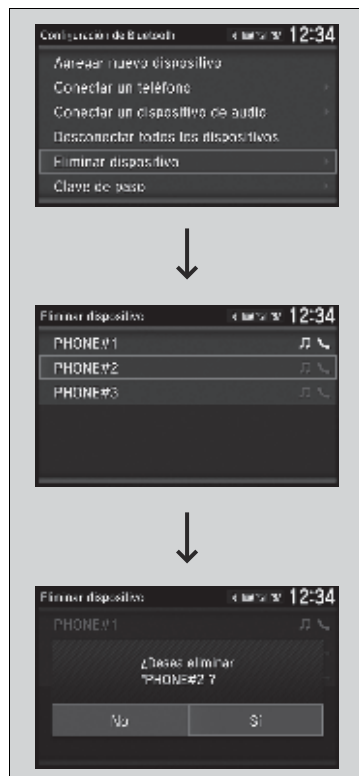 Configuración de Bluetooth 12:34
Agregar nuevo dispositivo
Conectar un teléfono
Conectar un dispositivo de audio
Desconectar todos los dispositivos
Eliminar dispositivo
Clave de paso
Eliminar dispositivo 12:34
PHONE#1
PHONE#2
PHONE#3
Eliminar dispositivo 12:34
PHONE#1
¿Desea eliminar
"PHONE#2"?
No Sí